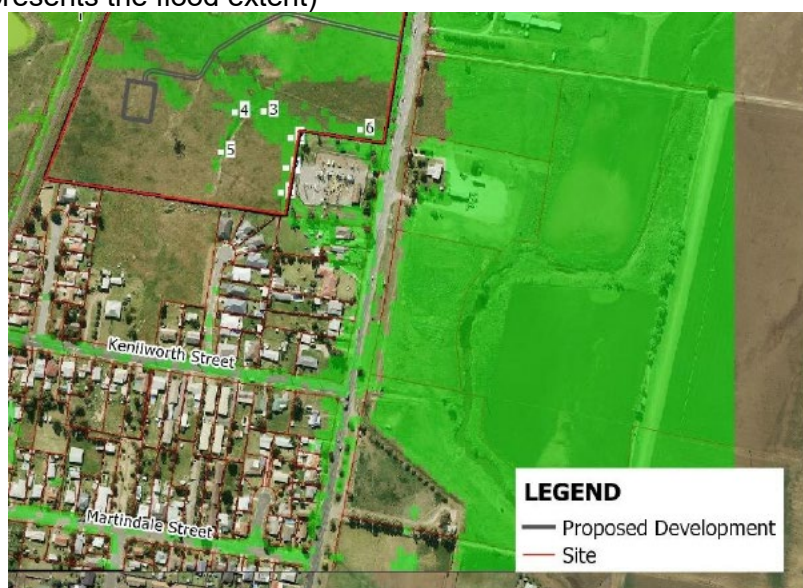 presents the flood extent)
4
3
6
5
Kenilworth Street
Martindale Street
LEGEND
Proposed Development
Site